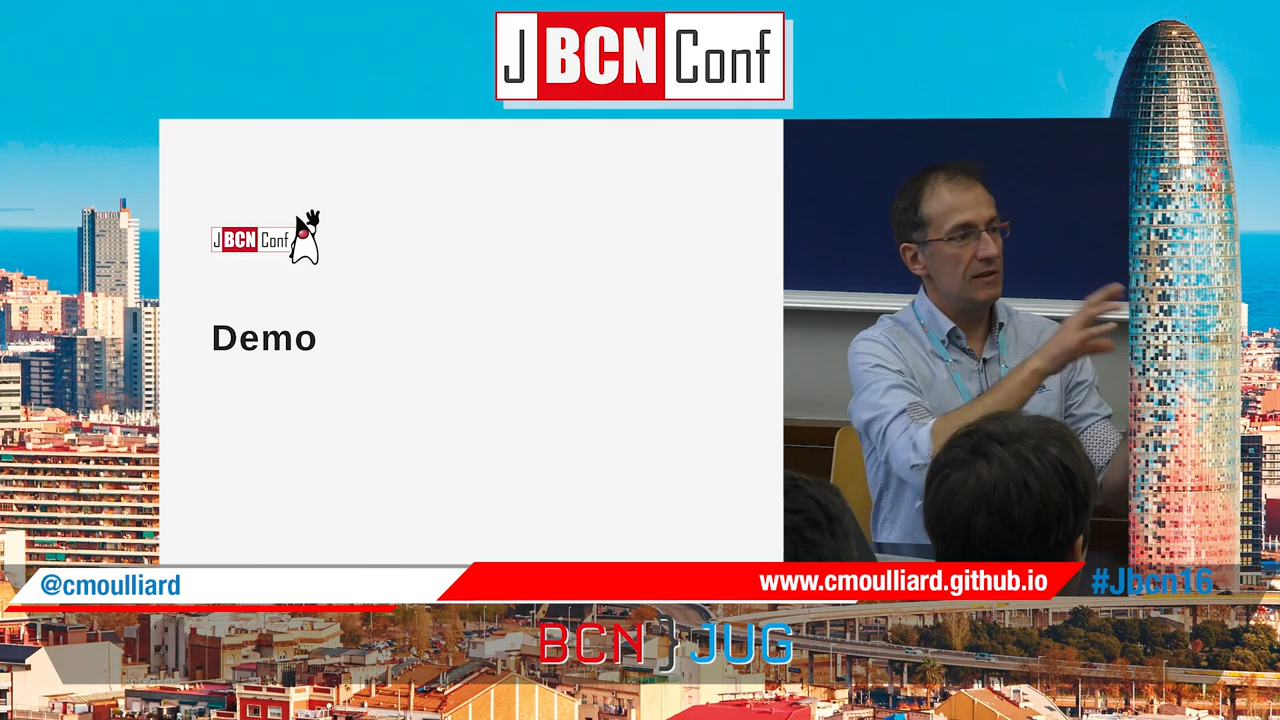 J BCN Conf
J BCN Conf
Demo
@cmoulliard
www.cmoulliard.github.io
#Jbcn16
BCN}JUG